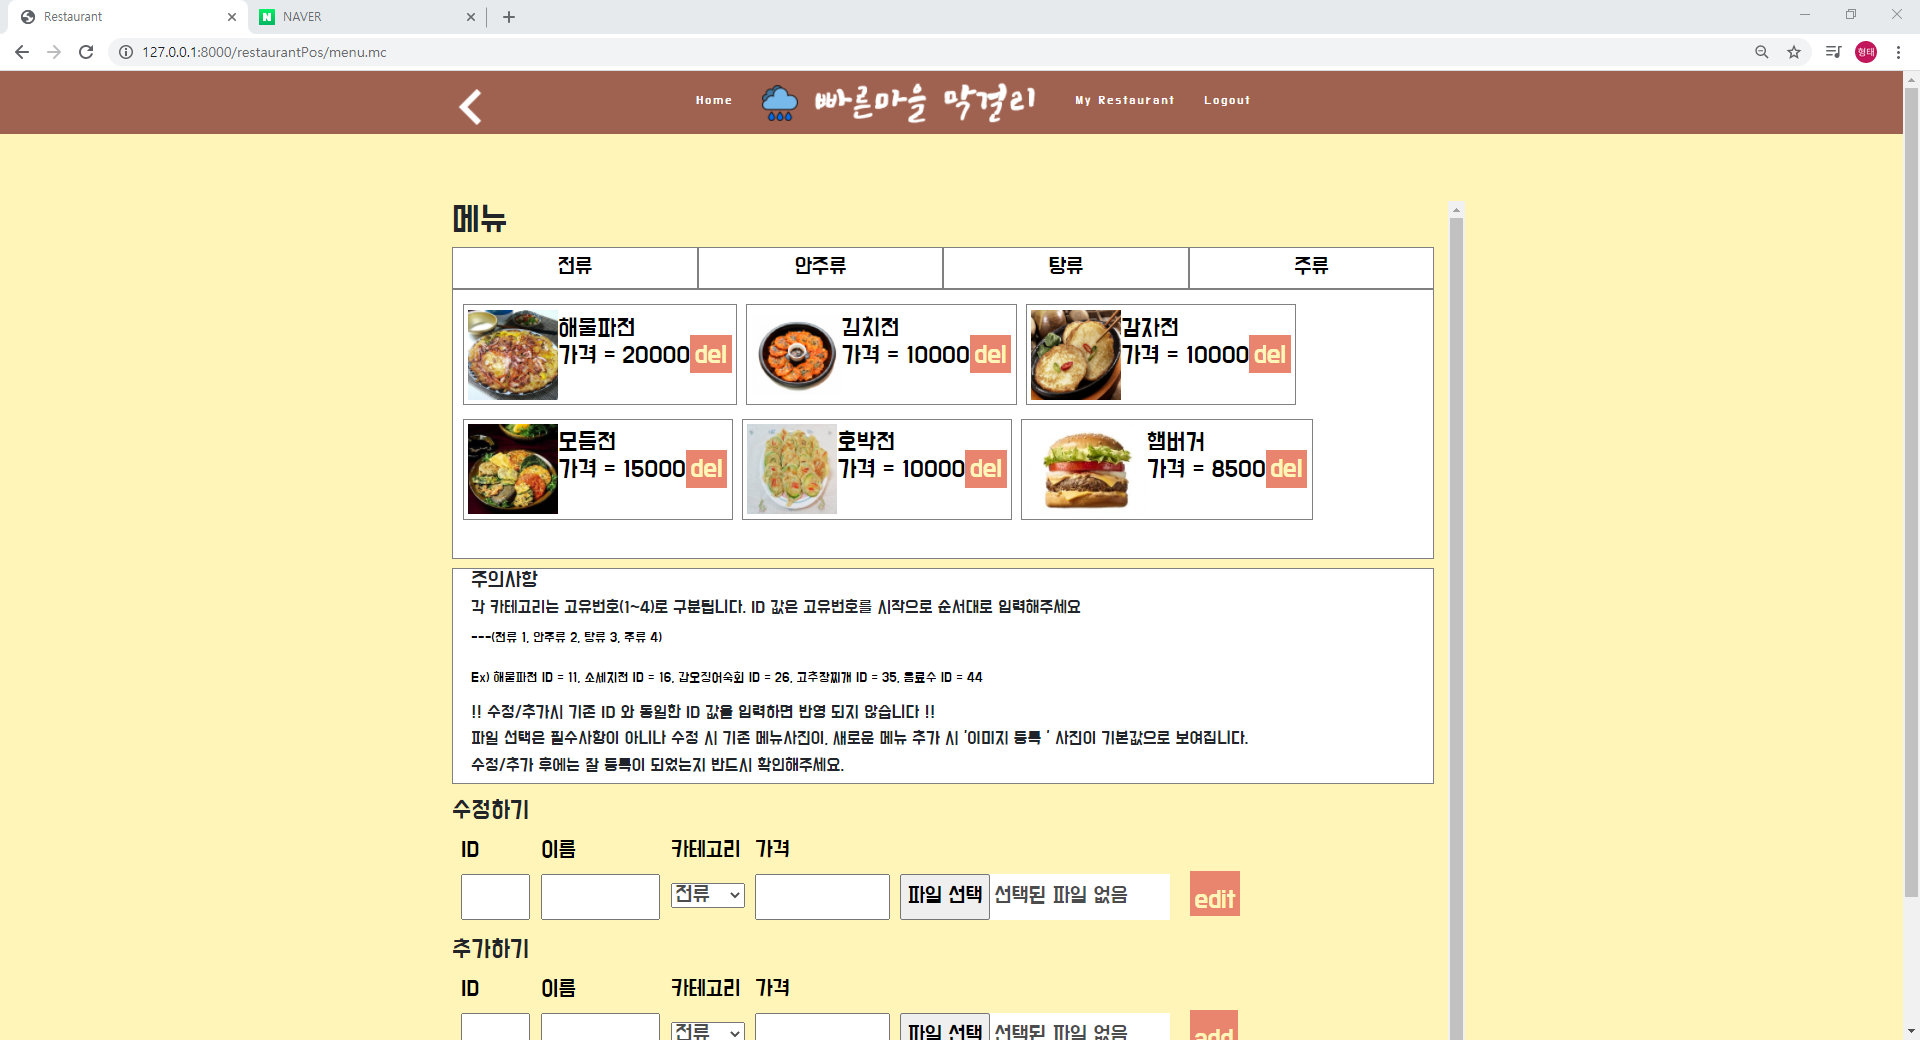 Restaurant
NAVER
127.0.0.1:8000/restaurantPos/menu.mc
형태
Home
빠른마을 막걸리
My Restaurant
Logout
메뉴
전류
안주류
탕류
주류
해물파전
가격 = 20000
del
김치전
가격 = 10000
del
감자전
가격 = 10000
del
모듬전
가격 = 15000
del
호박전
가격 = 10000
del
햄버거
가격 = 8500
del
주의사항
각 카테고리는 고유번호(1~4)로 구분됩니다. ID 값은 고유번호를 시작으로 순서대로 입력해주세요
---(전류 1, 안주류 2, 탕류 3, 주류 4)
Ex) 해물파전 ID = 11, 소세지전 ID = 16, 갑오징어숙회 ID = 26, 고추장찌개 ID = 35, 음료수 ID = 44
!! 수정/추가시 기존 ID 와 동일한 ID 값을 입력하면 반영 되지 않습니다 !!
파일 선택은 필수사항이 아니나 수정 시 기존 메뉴사진이, 새로운 메뉴 추가 시 '이미지 등록 ' 사진이 기본값으로 보여집니다.
수정/추가 후에는 잘 등록이 되었는지 반드시 확인해주세요.
수정하기
ID 이름 카테고리 가격
전류 파일 선택 선택된 파일 없음 edit
추가하기
ID 이름 카테고리 가격
전류 파일 선택 선택된 파일 없음 add